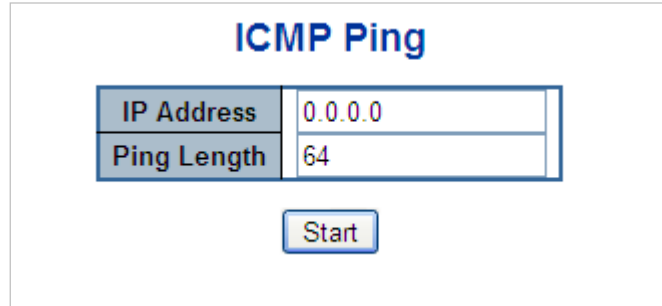 ICMP Ping
IP Address 0.0.0.0
Ping Length 64
Start